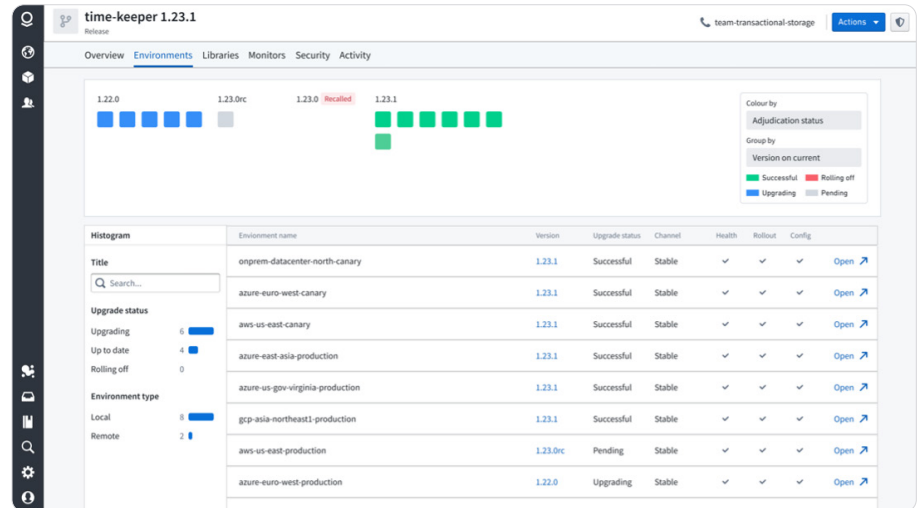 time-keeper 1.23.1
Release
team-transactional-storage
Actions
Overview Environments Libraries Monitors Security Activity
1.22.0 1.23.0rc 1.23.0 Recalled 1.23.1
Colour by
Adjudication status
Group by
Version on current
Successful Rolling off
Upgrading Pending
Histogram
Title
Search...
Upgrade status
Upgrading 6
Up to date 4
Rolling off 0
Environment type
Local 8
Remote 2
Envionment name Version Upgrade status Channel Health Rollout Config
onprem-datacenter-north-canary 1.23.1 Successful Stable Open
azure-euro-west-canary 1.23.1 Successful Stable Open
aws-us-east-canary 1.23.1 Successful Stable Open
azure-east-asia-production 1.23.1 Successful Stable Open
azure-us-gov-virginia-production 1.23.1 Successful Stable Open
gcp-asia-northeast1-production 1.23.1 Successful Stable Open
aws-us-east-production 1.23.0rc Pending Stable Open
azure-euro-west-production 1.22.0 Upgrading Stable Open